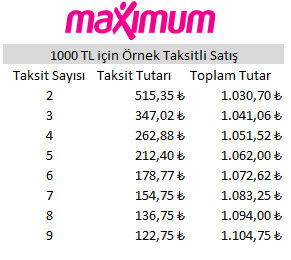 maximum
1000 TL için Örnek Taksitli Satış
Taksit Sayısı Taksit Tutarı Toplam Tutar
2 515,35 ₺ 1.030,70 ₺
3 347,02 ₺ 1.041,06 ₺
4 262,88 ₺ 1.051,52 ₺
5 212,40 ₺ 1.062,00 ₺
6 178,77 ₺ 1.072,62 ₺
7 154,75 ₺ 1.083,25 ₺
8 136,75 ₺ 1.094,00 ₺
9 122,75 ₺ 1.104,75 ₺